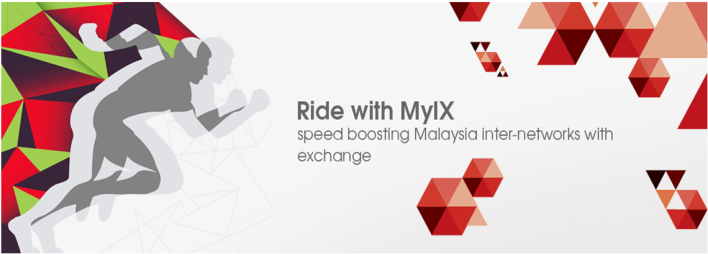 Ride with MyIX
speed boosting Malaysia inter-networks with
exchange